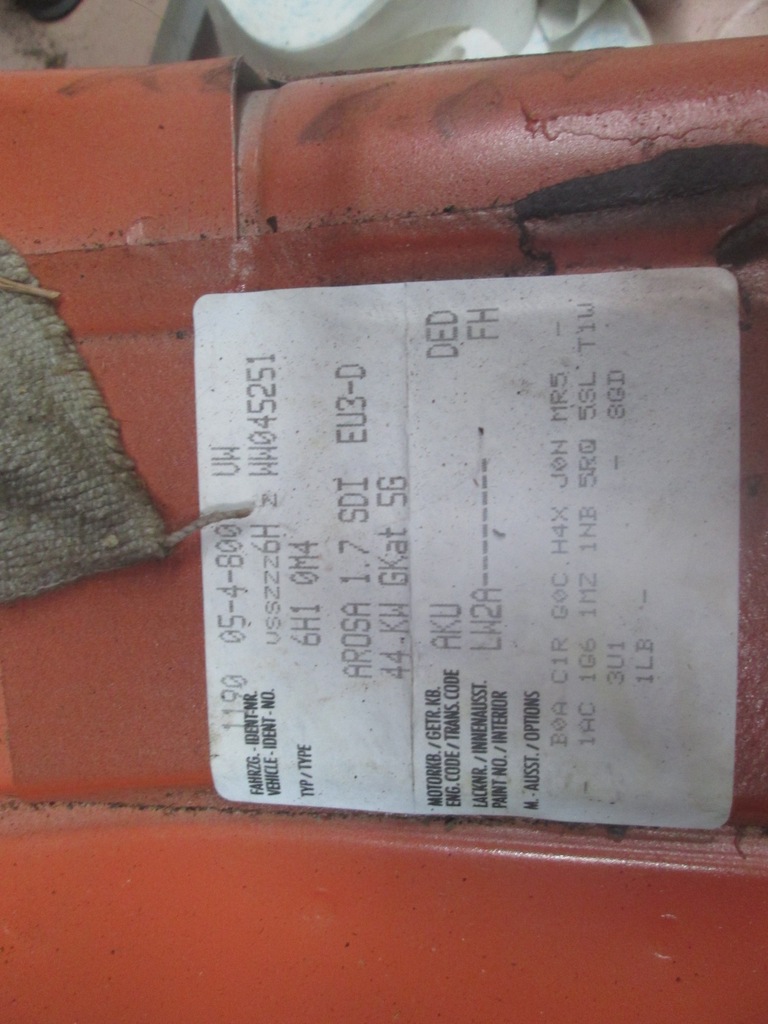 1190 05-4-800 VW
FAHRZG.-IDENT-NR.
VEHICLE-IDENT-NO. VSSZZZ6HZWW045251
TYP/TYPE 6H1 0M4
AROSA 1.7 SDI EU3-D
44 KW GKat 5G
MOTORKB./GETR.KB.
ENG.CODE/TRANS.CODE AKU DED
LACKNR./INNENAUSST.
PAINT NO./INTERIOR LW2A--------- FH
M.-AUSST./OPTIONS
B0A C1R G0C H4X J0N MR5 -
- 1AC 1G6 1MZ 1NB 5RQ 5SL T1W
3U1 - 8GD
1LB -